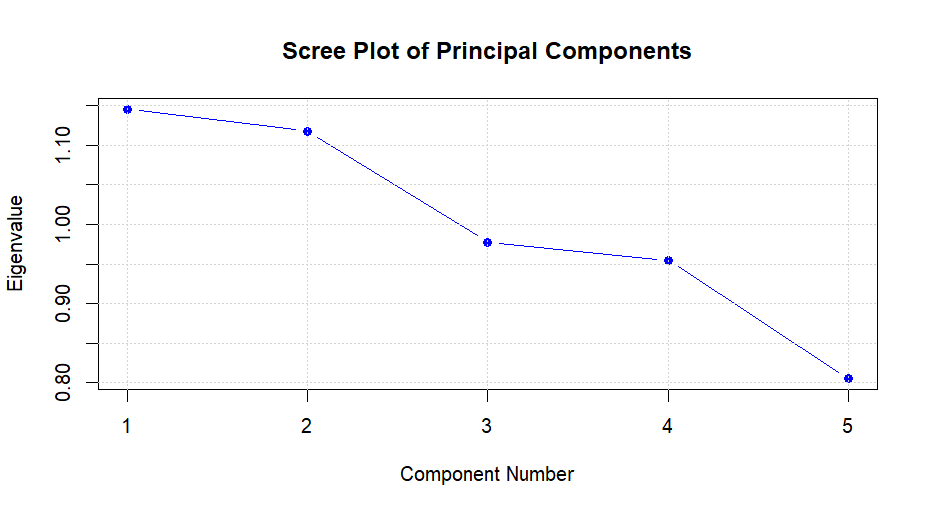 Scree Plot of Principal Components
Eigenvalue
1.10
1.00
0.90
0.80
1 2 3 4 5
Component Number